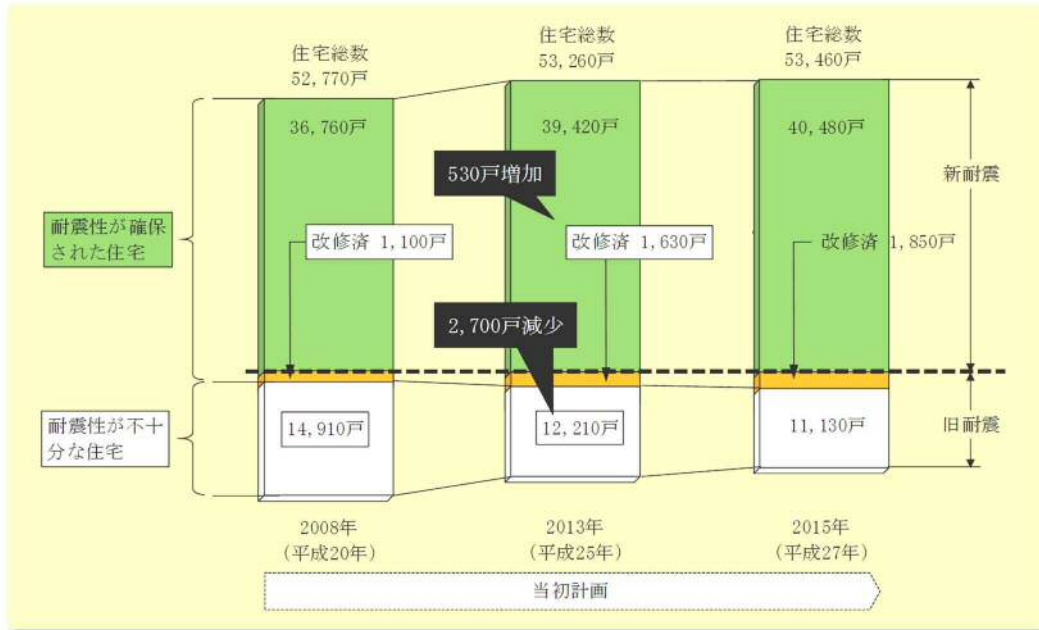 住宅総数
52,770戸
住宅総数
53,260戸
住宅総数
53,460戸
36,760戸
39,420戸
40,480戸
530戸増加
新耐震
耐震性が確保
された住宅
改修済 1,100戸
改修済 1,630戸
改修済 1,850戸
2,700戸減少
耐震性が不十
分な住宅
14,910戸
12,210戸
11,130戸
旧耐震
2008年
(平成20年)
2013年
(平成25年)
2015年
(平成27年)
当初計画